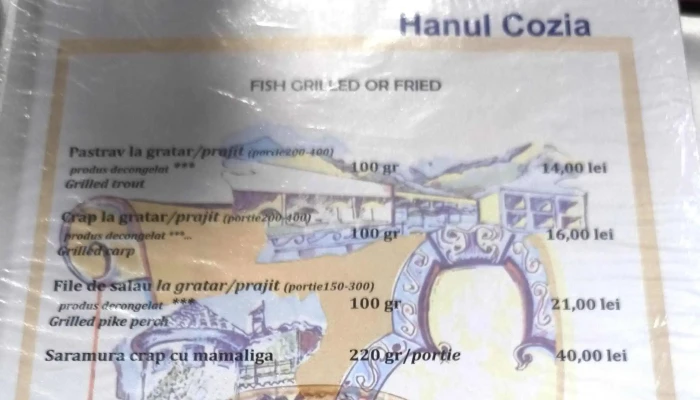 Hanul Cozia
FISH GRILLED OR FRIED
Pastrav la gratar/prajit (portie200-400)
produs decongelat *** 100 gr 14,00 lei
Grilled trout
Crap la gratar/prajit (portie200-400)
produs decongelat ***... 100 gr 16,00 lei
Grilled carp
File de salau la gratar/prajit (portie150-300)
produs decongelat *** 100 gr 21,00 lei
Grilled pike perch
Saramura crap cu mamaliga 220 gr/portie 40,00 lei